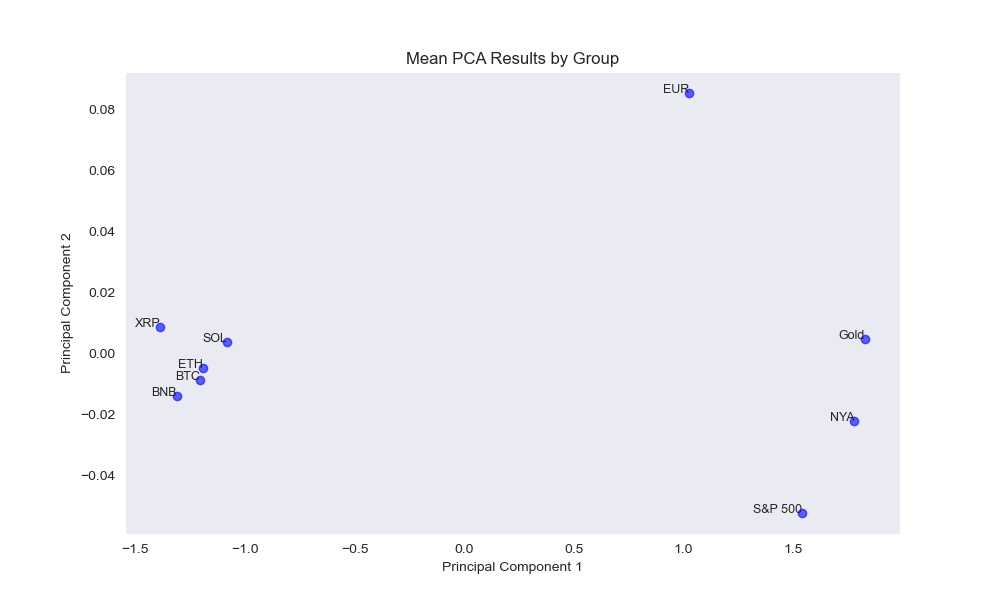 Mean PCA Results by Group
Principal Component 2
0.08
0.06
0.04
0.02
0.00
−0.02
−0.04
EUR
XRP
SOL
Gold
ETH
BTC
BNB
NYA
S&P 500
−1.5
−1.0
−0.5
0.0
0.5
1.0
1.5
Principal Component 1